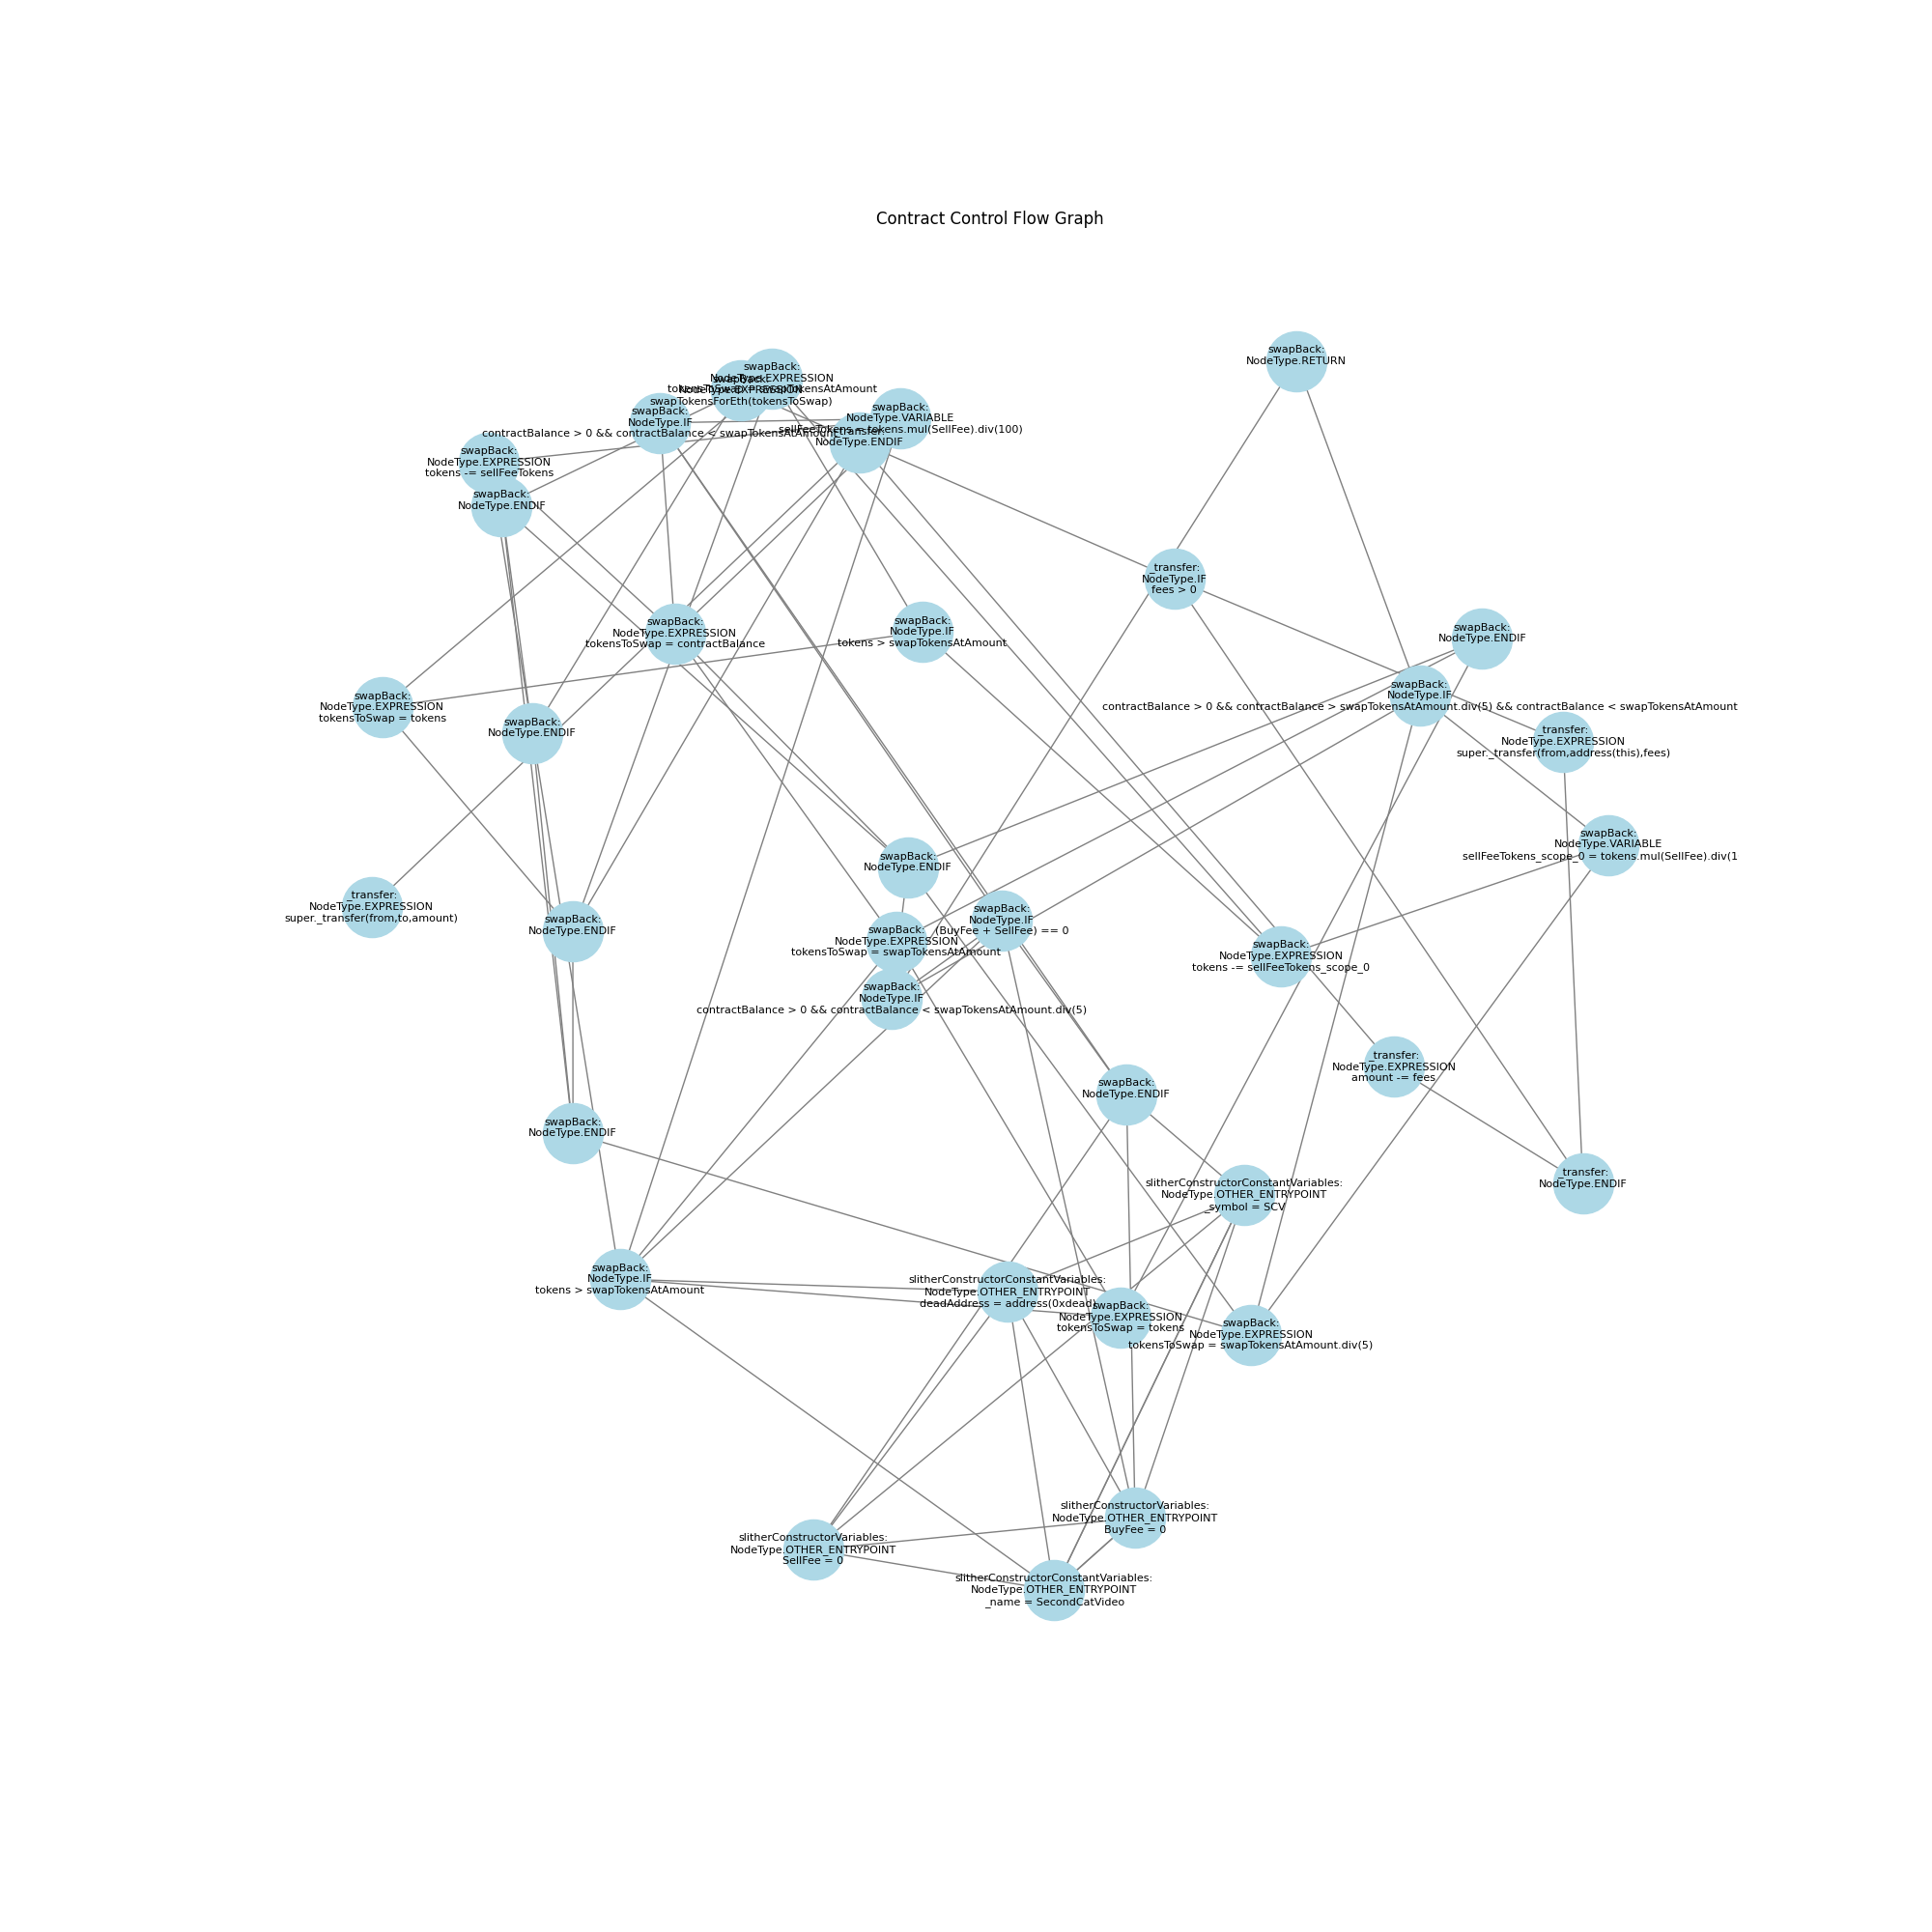 Contract Control Flow Graph
swapBack:
NodeType.RETURN
swapBack:
NodeType.EXPRESSION
tokensToSwap = swapTokensAtAmount
swapBack:
NodeType.EXPRESSION
swapTokensForEth(tokensToSwap)
swapBack:
NodeType.IF
contractBalance > 0 && contractBalance < swapTokensAtAmount
swapBack:
NodeType.VARIABLE
sellFeeTokens = tokens.mul(SellFee).div(100)
_transfer:
NodeType.ENDIF
swapBack:
NodeType.EXPRESSION
tokens -= sellFeeTokens
swapBack:
NodeType.ENDIF
_transfer:
NodeType.IF
fees > 0
swapBack:
NodeType.EXPRESSION
tokensToSwap = contractBalance
swapBack:
NodeType.IF
tokens > swapTokensAtAmount
swapBack:
NodeType.ENDIF
swapBack:
NodeType.IF
contractBalance > 0 && contractBalance > swapTokensAtAmount.div(5) && contractBalance < swapTokensAtAmount
swapBack:
NodeType.EXPRESSION
tokensToSwap = tokens
swapBack:
NodeType.ENDIF
_transfer:
NodeType.EXPRESSION
super._transfer(from,address(this),fees)
swapBack:
NodeType.VARIABLE
sellFeeTokens_scope_0 = tokens.mul(SellFee).div(1
swapBack:
NodeType.ENDIF
_transfer:
NodeType.EXPRESSION
super._transfer(from,to,amount)
swapBack:
NodeType.ENDIF
swapBack:
NodeType.IF
(BuyFee + SellFee) == 0
swapBack:
NodeType.EXPRESSION
tokensToSwap = swapTokensAtAmount
swapBack:
NodeType.EXPRESSION
tokens -= sellFeeTokens_scope_0
swapBack:
NodeType.IF
contractBalance > 0 && contractBalance < swapTokensAtAmount.div(5)
_transfer:
NodeType.EXPRESSION
amount -= fees
swapBack:
NodeType.ENDIF
swapBack:
NodeType.ENDIF
_transfer:
NodeType.ENDIF
slitherConstructorConstantVariables:
NodeType.OTHER_ENTRYPOINT
_symbol = SCV
swapBack:
NodeType.IF
tokens > swapTokensAtAmount
slitherConstructorConstantVariables:
NodeType.OTHER_ENTRYPOINT
deadAddress = address(0xdead)
swapBack:
NodeType.EXPRESSION
tokensToSwap = tokens
swapBack:
NodeType.EXPRESSION
tokensToSwap = swapTokensAtAmount.div(5)
slitherConstructorVariables:
NodeType.OTHER_ENTRYPOINT
BuyFee = 0
slitherConstructorVariables:
NodeType.OTHER_ENTRYPOINT
SellFee = 0
slitherConstructorConstantVariables:
NodeType.OTHER_ENTRYPOINT
_name = SecondCatVideo